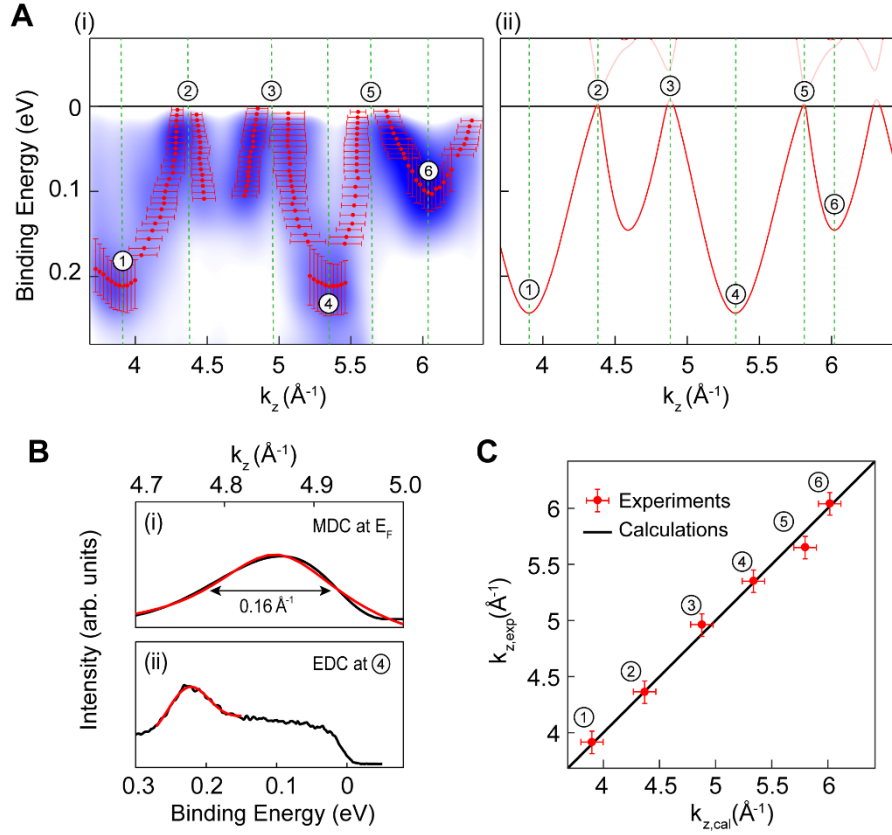 A
(i)
(ii)
② ③ ⑤
② ③ ⑤
0
0.1
0.2
Binding Energy (eV)
① ④ ⑥
① ④ ⑥
4 4.5 5 5.5 6
k_z (Å⁻¹)
4 4.5 5 5.5 6
k_z (Å⁻¹)
B
k_z (Å⁻¹)
4.7 4.8 4.9 5.0
(i)
MDC at E_F
0.16 Å⁻¹
Intensity (arb. units)
(ii)
EDC at ④
0.3 0.2 0.1 0
Binding Energy (eV)
C
Experiments
Calculations
① ② ③ ④ ⑤ ⑥
6
5.5
5
4.5
4
k_z,exp (Å⁻¹)
4 4.5 5 5.5 6
k_z,cal (Å⁻¹)